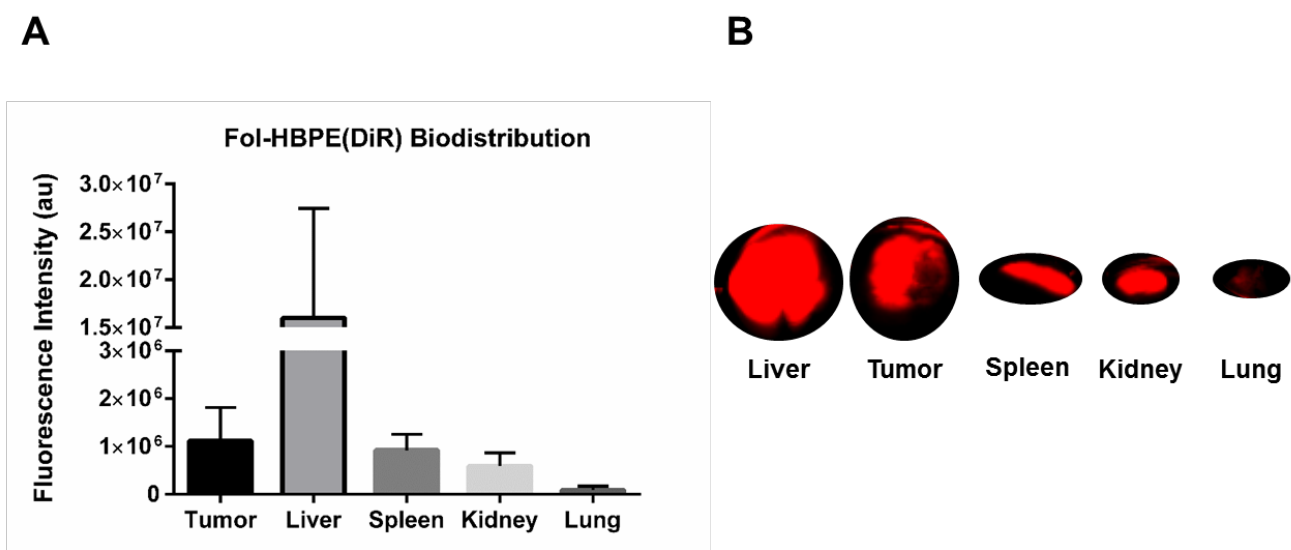 A
B
Fol-HBPE(DiR) Biodistribution
Fluorescence Intensity (au)
3.0×10⁷
2.5×10⁷
2.0×10⁷
1.5×10⁷
3×10⁶
2×10⁶
1×10⁶
0
Tumor Liver Spleen Kidney Lung
Liver Tumor Spleen Kidney Lung